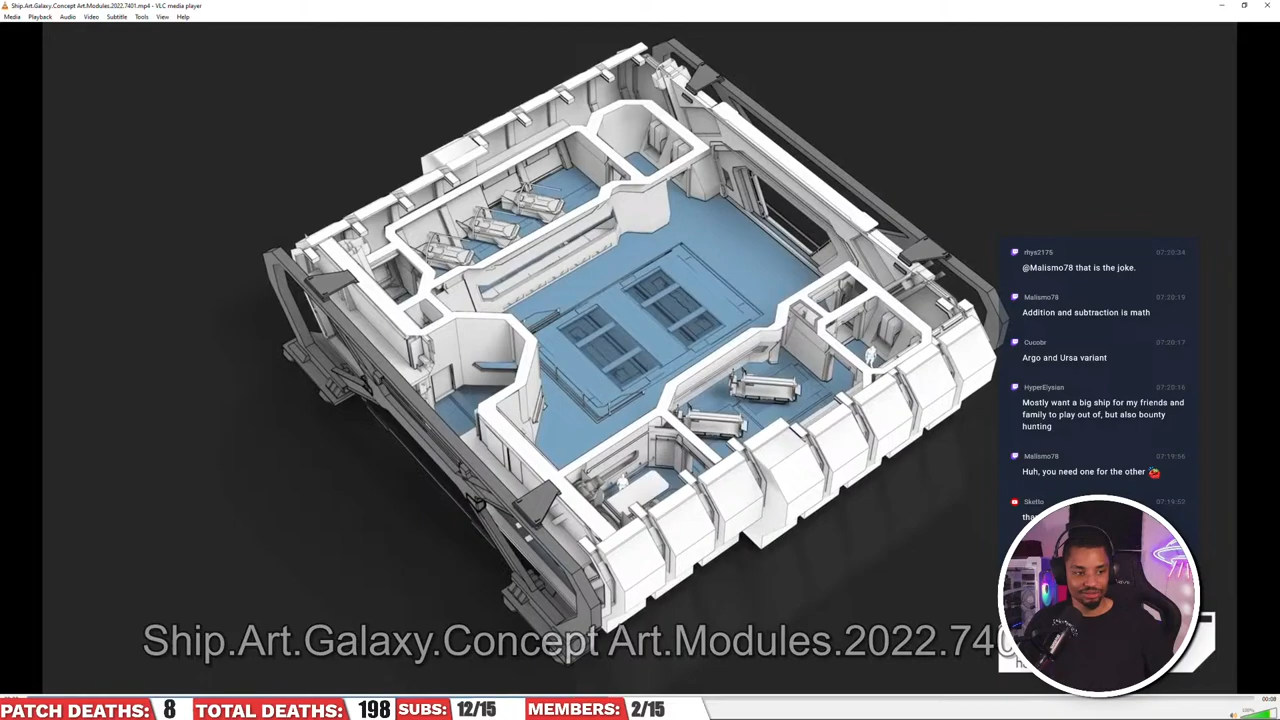 Ship.Art.Galaxy.Concept Art.Modules.2022.7401.mp4 - VLC media player
Media Playback Audio Video Subtitle Tools View Help
rhys2175 07:20:24
@Malismo78 that is the joke.
Malismo78 07:20:19
Addition and subtraction is math
Cucobr 07:20:17
Argo and Ursa variant
HyperElysian 07:20:16
Mostly want a big ship for my friends and
family to play out of, but also bounty
hunting
Malismo78 07:19:56
Huh, you need one for the other
Sketto 07:19:52
Ship.Art.Galaxy.Concept Art.Modules.2022.740
PATCH DEATHS: 8 TOTAL DEATHS: 198 SUBS: 12/15 MEMBERS: 2/15